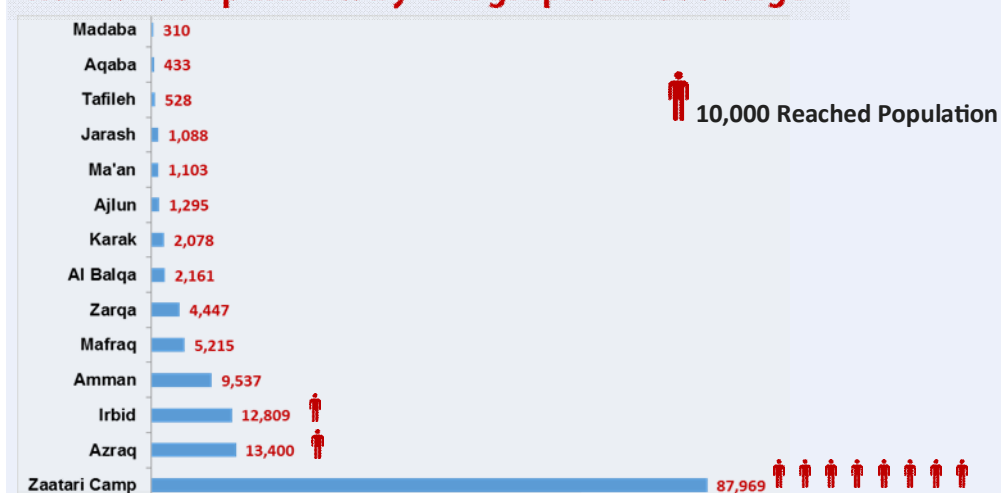 Madaba 310
Aqaba 433
Tafileh 528
10,000 Reached Population
Jarash 1,088
Ma'an 1,103
Ajlun 1,295
Karak 2,078
Al Balqa 2,161
Zarqa 4,447
Mafraq 5,215
Amman 9,537
Irbid 12,809
Azraq 13,400
Zaatari Camp 87,969